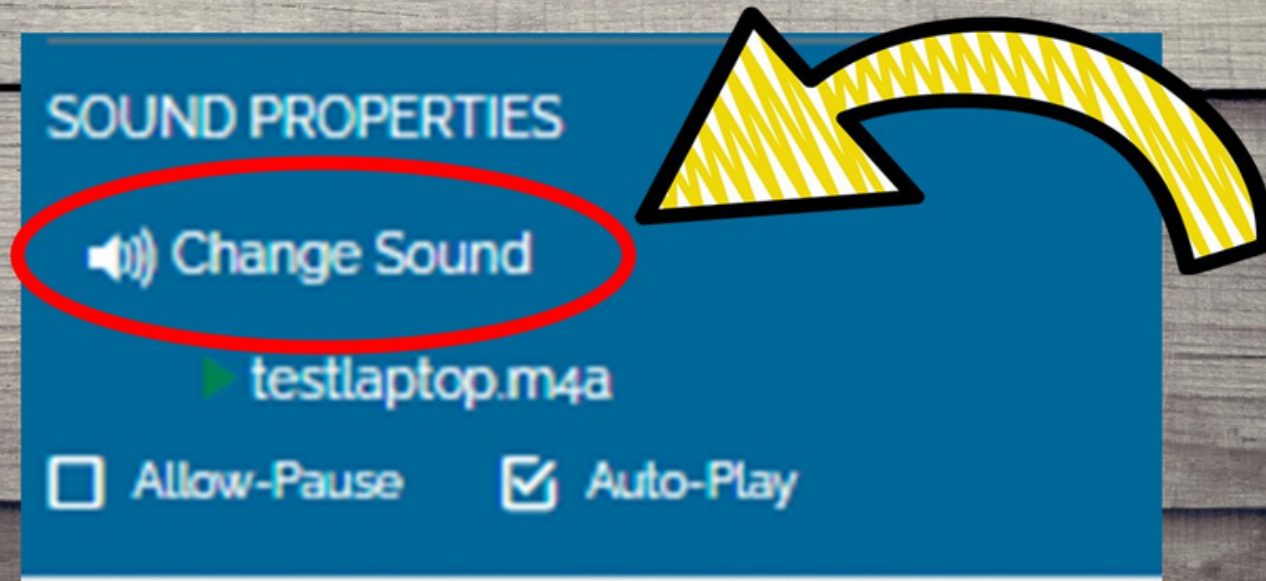 SOUND PROPERTIES
Change Sound
testlaptop.m4a
Allow-Pause Auto-Play